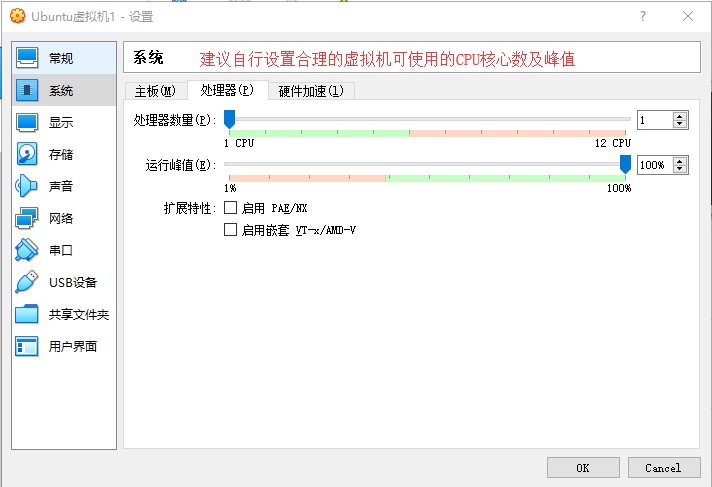 Ubuntu虚拟机1 - 设置
常规
系统
显示
存储
声音
网络
串口
USB设备
共享文件夹
用户界面
系统 建议自行设置合理的虚拟机可使用的CPU核心数及峰值
主板(M) 处理器(P) 硬件加速(l)
处理器数量(P): 1
1 CPU 12 CPU
运行峰值(E): 100%
1% 100%
扩展特性: 启用 PAE/NX
启用嵌套 VT-x/AMD-V
OK Cancel